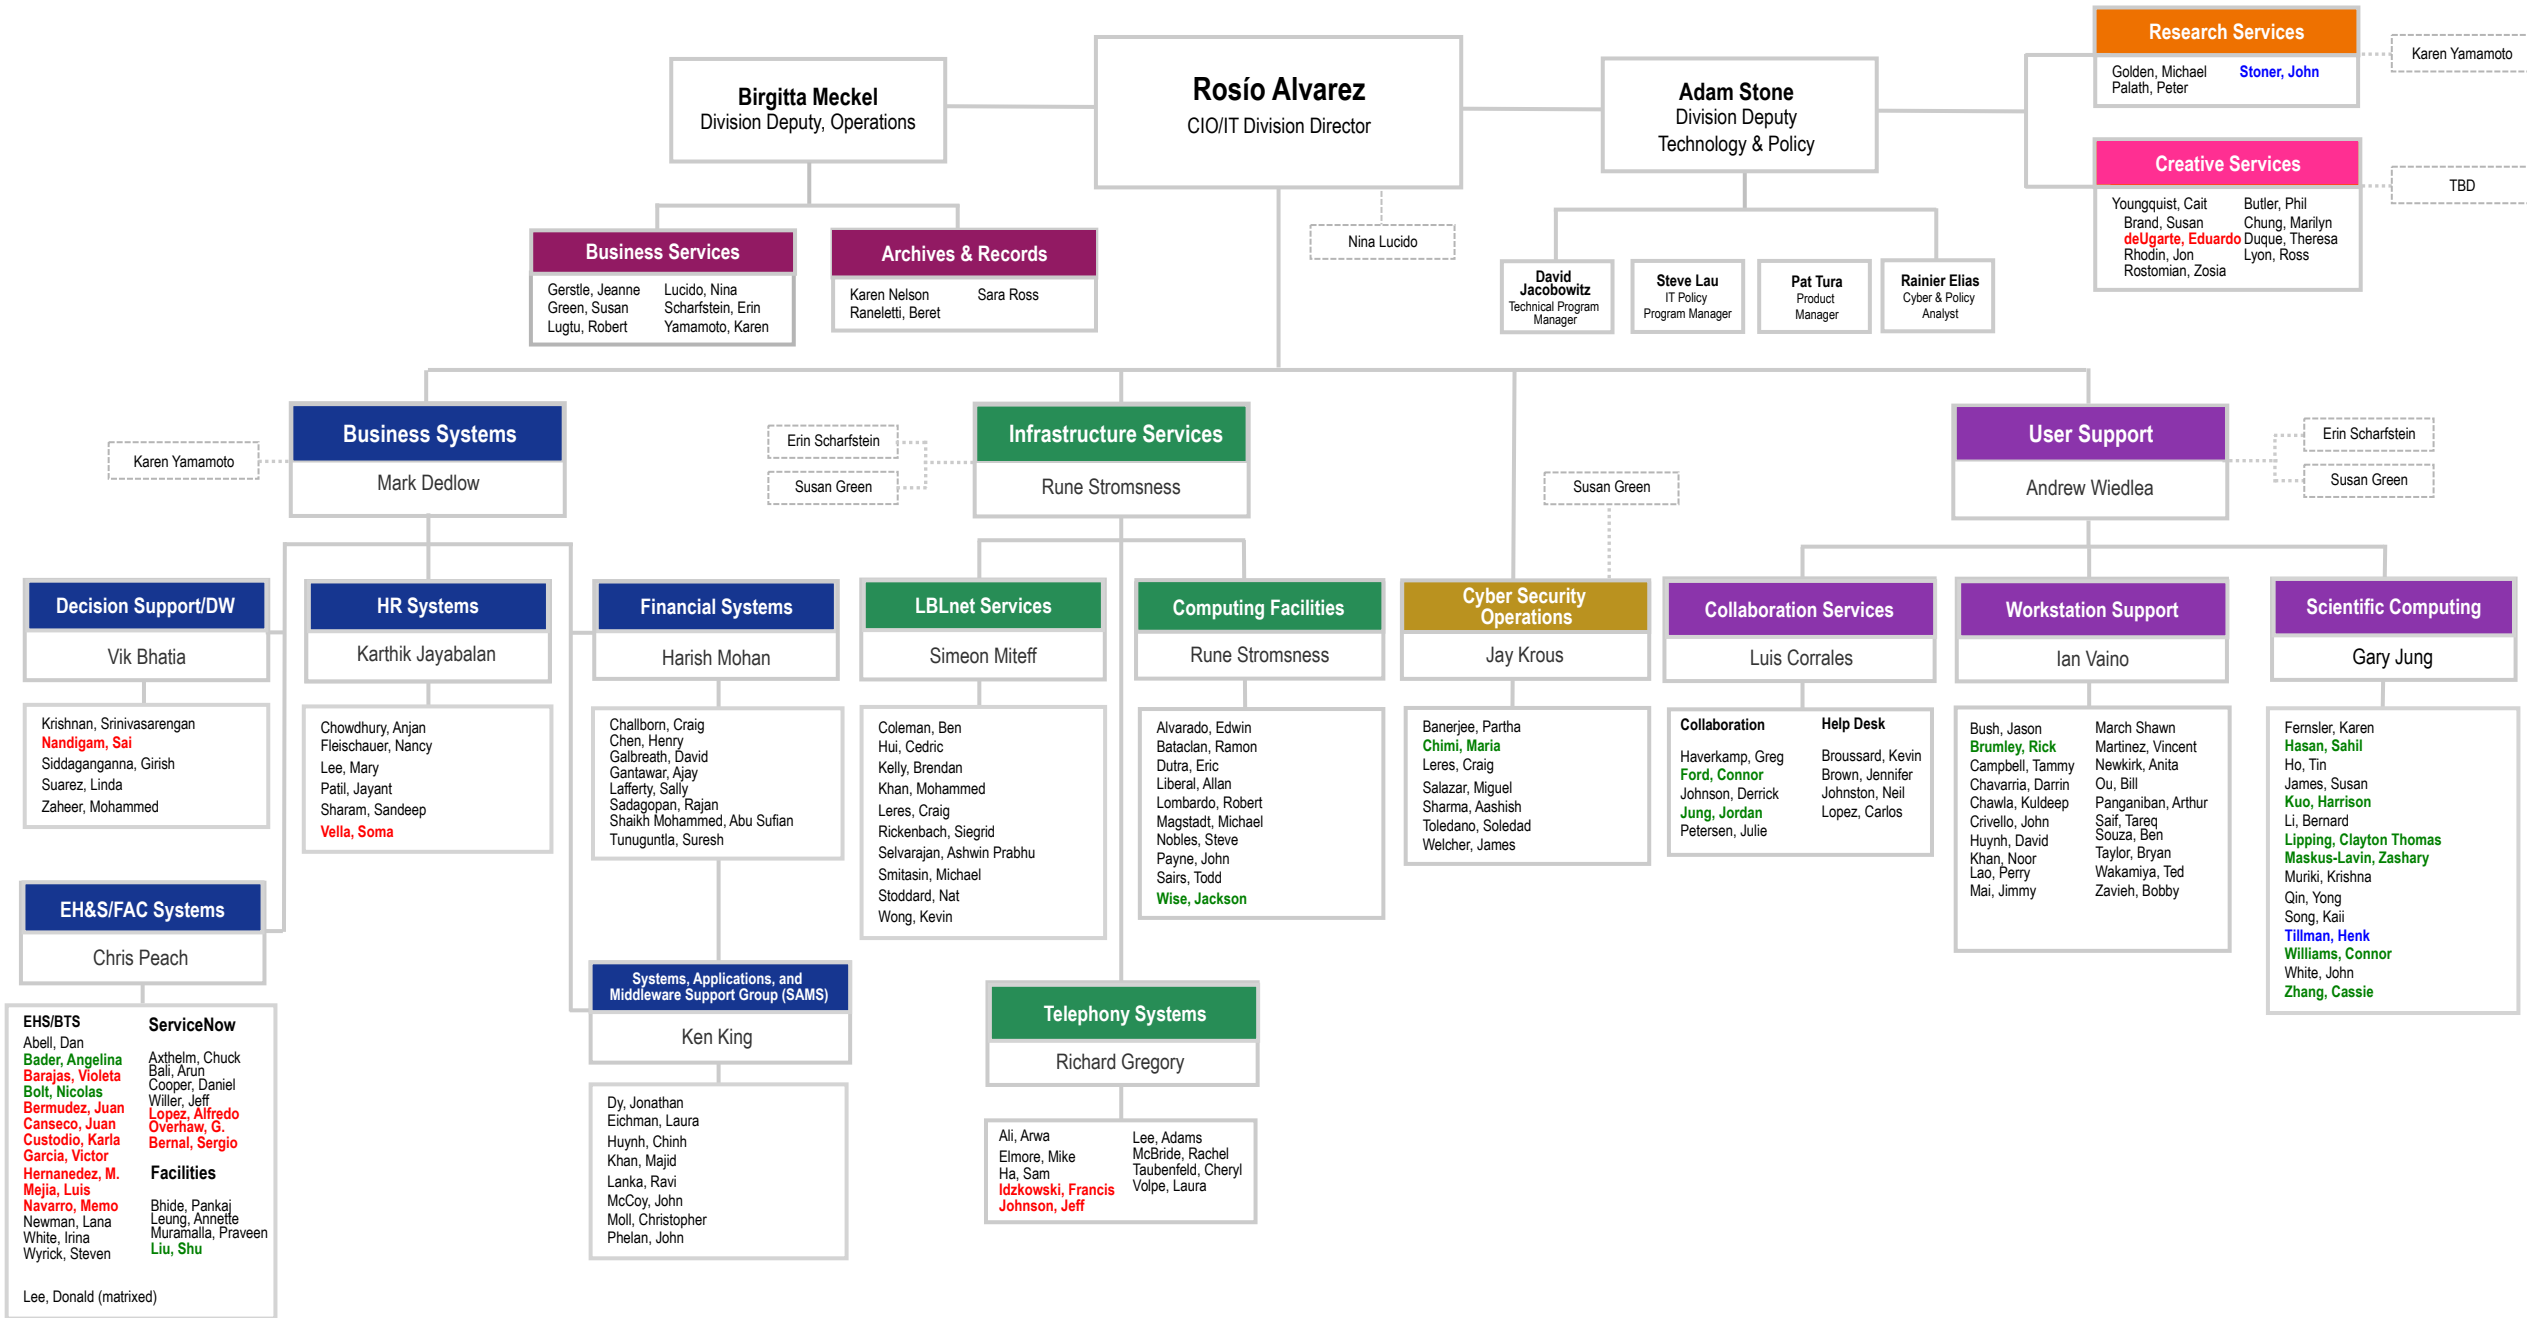 Rosío Alvarez
CIO/IT Division Director
Nina Lucido
Birgitta Meckel
Division Deputy, Operations
Business Services
Gerstle, Jeanne
Green, Susan
Lugtu, Robert
Lucido, Nina
Scharfstein, Erin
Yamamoto, Karen
Archives & Records
Karen Nelson
Raneletti, Beret
Sara Ross
Adam Stone
Division Deputy
Technology & Policy
David
Jacobowitz
Technical Program
Manager
Steve Lau
IT Policy
Program Manager
Pat Tura
Product
Manager
Rainier Elias
Cyber & Policy
Analyst
Research Services
Golden, Michael
Palath, Peter
Stoner, John
Karen Yamamoto
Creative Services
Youngquist, Cait
Brand, Susan
deUgarte, Eduardo
Rhodin, Jon
Rostomian, Zosia
Butler, Phil
Chung, Marilyn
Duque, Theresa
Lyon, Ross
TBD
Business Systems
Mark Dedlow
Karen Yamamoto
Infrastructure Services
Rune Stromsness
Erin Scharfstein
Susan Green
Susan Green
User Support
Andrew Wiedlea
Erin Scharfstein
Susan Green
Decision Support/DW
Vik Bhatia
Krishnan, Srinivasarengan
Nandigam, Sai
Siddaganganna, Girish
Suarez, Linda
Zaheer, Mohammed
HR Systems
Karthik Jayabalan
Chowdhury, Anjan
Fleischauer, Nancy
Lee, Mary
Patil, Jayant
Sharam, Sandeep
Vella, Soma
Financial Systems
Harish Mohan
Challborn, Craig
Chen, Henry
Galbreath, David
Gantawar, Ajay
Lafferty, Sally
Sadagopan, Rajan
Shaikh Mohammed, Abu Sufian
Tunuguntla, Suresh
LBLnet Services
Simeon Miteff
Coleman, Ben
Hui, Cedric
Kelly, Brendan
Khan, Mohammed
Leres, Craig
Rickenbach, Siegrid
Selvarajan, Ashwin Prabhu
Smitasin, Michael
Stoddard, Nat
Wong, Kevin
Computing Facilities
Rune Stromsness
Alvarado, Edwin
Bataclan, Ramon
Dutra, Eric
Liberal, Allan
Lombardo, Robert
Magstadt, Michael
Nobles, Steve
Payne, John
Sairs, Todd
Wise, Jackson
Cyber Security
Operations
Jay Krous
Banerjee, Partha
Chimi, Maria
Leres, Craig
Salazar, Miguel
Sharma, Aashish
Toledano, Soledad
Welcher, James
Collaboration Services
Luis Corrales
Collaboration
Haverkamp, Greg
Ford, Connor
Johnson, Derrick
Jung, Jordan
Petersen, Julie
Help Desk
Broussard, Kevin
Brown, Jennifer
Johnston, Neil
Lopez, Carlos
Workstation Support
Ian Vaino
Bush, Jason
Brumley, Rick
Campbell, Tammy
Chavarria, Darrin
Chawla, Kuldeep
Crivello, John
Huynh, David
Khan, Noor
Lao, Perry
Mai, Jimmy
March Shawn
Martinez, Vincent
Newkirk, Anita
Ou, Bill
Panganiban, Arthur
Saif, Tareq
Souza, Ben
Taylor, Bryan
Wakamiya, Ted
Zavieh, Bobby
Scientific Computing
Gary Jung
Fernsler, Karen
Hasan, Sahil
Ho, Tin
James, Susan
Kuo, Harrison
Li, Bernard
Lipping, Clayton Thomas
Maskus-Lavin, Zashary
Muriki, Krishna
Qin, Yong
Song, Kaii
Tillman, Henk
Williams, Connor
White, John
Zhang, Cassie
EH&S/FAC Systems
Chris Peach
EHS/BTS
Abell, Dan
Bader, Angelina
Barajas, Violeta
Bolt, Nicolas
Bermudez, Juan
Canseco, Juan
Custodio, Karla
Garcia, Victor
Hernanedez, M.
Mejia, Luis
Navarro, Memo
Newman, Lana
White, Irina
Wyrick, Steven
Lee, Donald (matrixed)
ServiceNow
Axthelm, Chuck
Bali, Arun
Cooper, Daniel
Willer, Jeff
Lopez, Alfredo
Overhaw, G.
Bernal, Sergio
Facilities
Bhide, Pankaj
Leung, Annette
Muramalla, Praveen
Liu, Shu
Systems, Applications, and
Middleware Support Group (SAMS)
Ken King
Dy, Jonathan
Eichman, Laura
Huynh, Chinh
Khan, Majid
Lanka, Ravi
McCoy, John
Moll, Christopher
Phelan, John
Telephony Systems
Richard Gregory
Ali, Arwa
Elmore, Mike
Ha, Sam
Idzkowski, Francis
Johnson, Jeff
Lee, Adams
McBride, Rachel
Taubenfeld, Cheryl
Volpe, Laura